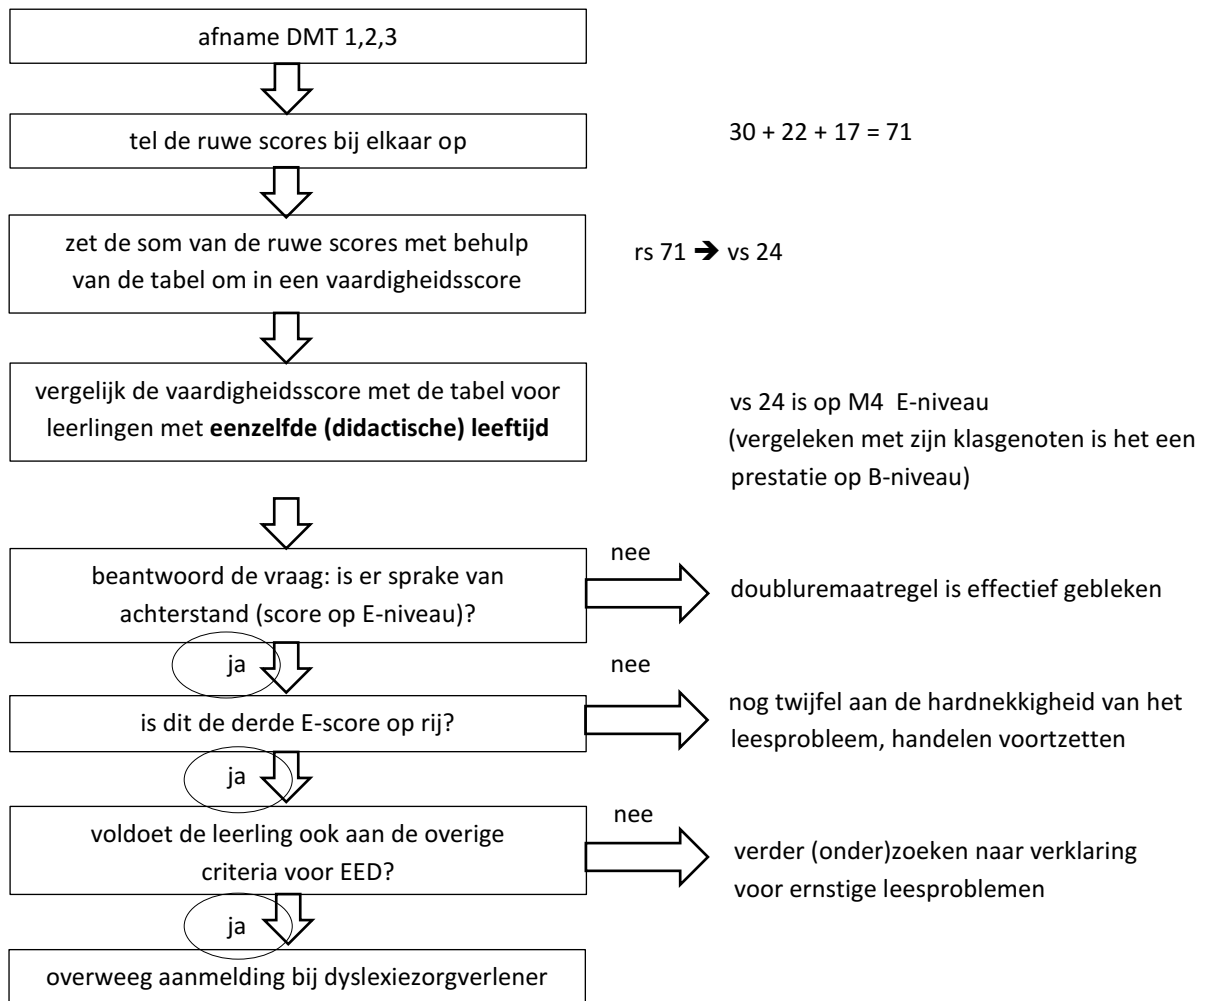 afname DMT 1,2,3
tel de ruwe scores bij elkaar op
30 + 22 + 17 = 71
zet de som van de ruwe scores met behulp
van de tabel om in een vaardigheidsscore
rs 71 ➔ vs 24
vergelijk de vaardigheidsscore met de tabel voor
leerlingen met eenzelfde (didactische) leeftijd
vs 24 is op M4 E-niveau
(vergeleken met zijn klasgenoten is het een
prestatie op B-niveau)
beantwoord de vraag: is er sprake van
achterstand (score op E-niveau)?
nee
doubluremaatregel is effectief gebleken
ja
is dit de derde E-score op rij?
nee
nog twijfel aan de hardnekkigheid van het
leesprobleem, handelen voortzetten
ja
voldoet de leerling ook aan de overige
criteria voor EED?
nee
verder (onder)zoeken naar verklaring
voor ernstige leesproblemen
ja
overweeg aanmelding bij dyslexiezorgverlener